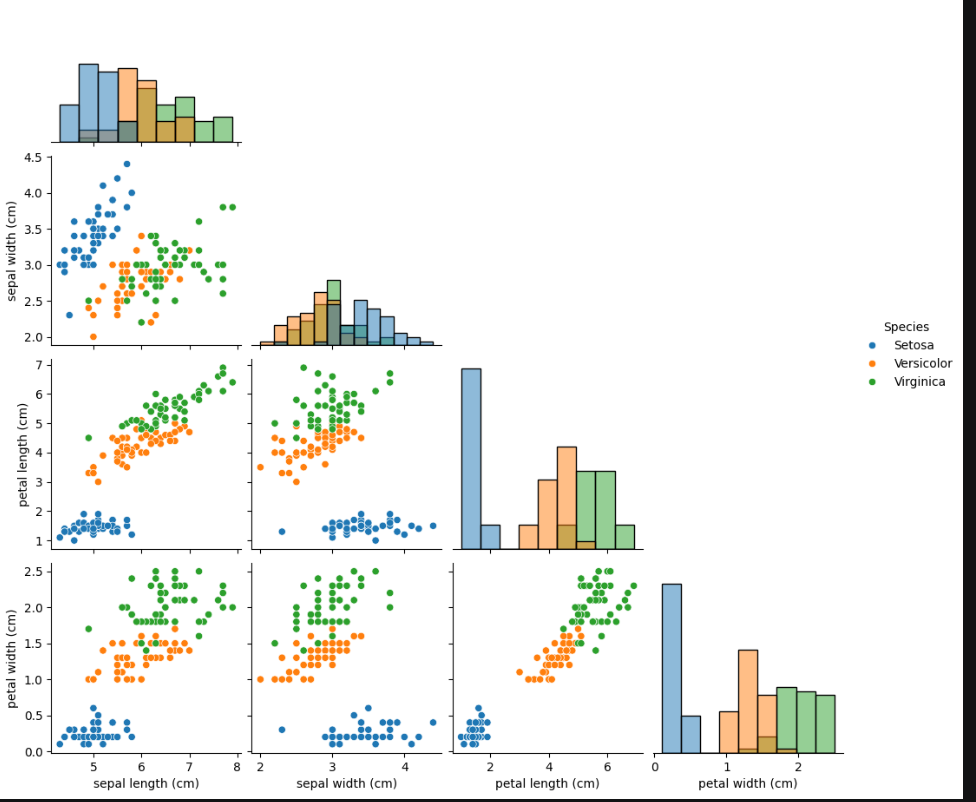 4.5
4.0
3.5
3.0
2.5
2.0
sepal width (cm)
Species
Setosa
Versicolor
Virginica
7
6
5
4
3
2
1
petal length (cm)
2.5
2.0
1.5
1.0
0.5
0.0
petal width (cm)
5 6 7 8
2 3 4
2 4 6
0 1 2
sepal length (cm)
sepal width (cm)
petal length (cm)
petal width (cm)